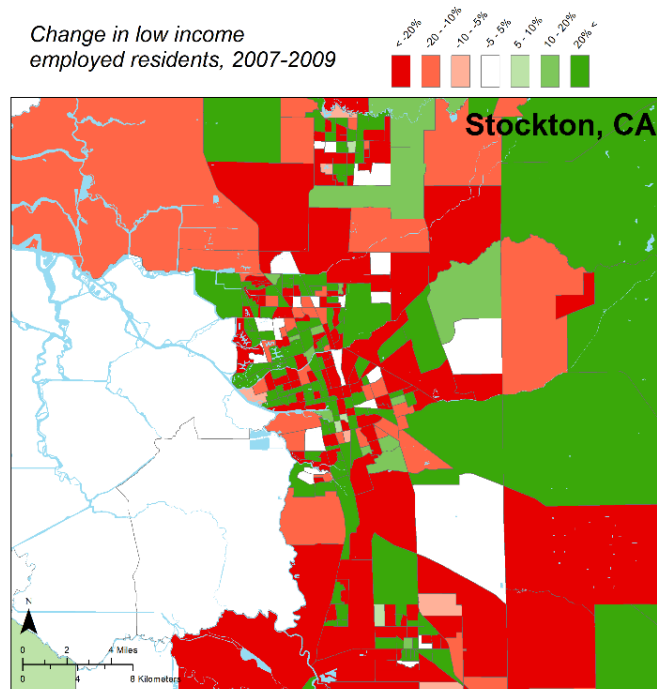 Change in low income
employed residents, 2007-2009
< -20%
-20 - -10%
-10 - -5%
-5 - 5%
5 - 10%
10 - 20%
20% <
Stockton, CA
N
0 2 4 Miles
0 4 8 Kilometers